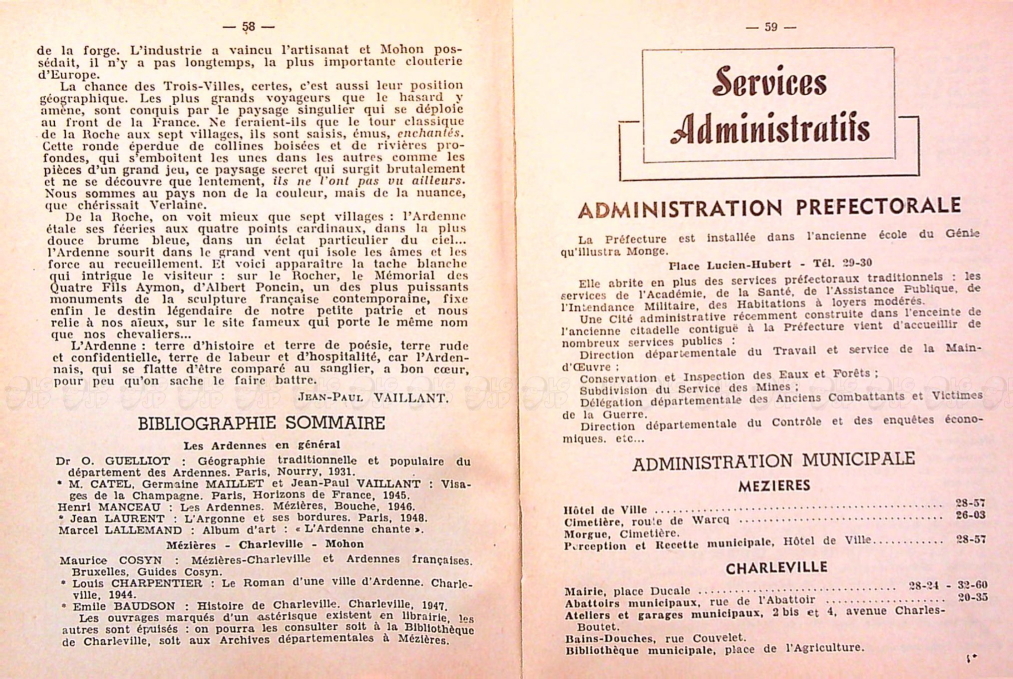 — 58 —
de la forge. L'industrie a vaincu l'artisanat et Mohon pos-
sédait, il n'y a pas longtemps, la plus importante clouterie
d'Europe.
La chance des Trois-Villes, certes, c'est aussi leur position
géographique. Les plus grands voyageurs que le hasard y
amène, sont conquis par le paysage singulier qui se déploie
au front de la France. Ne feraient-ils que le tour classique
de la Roche aux sept villages, ils sont saisis, émus, enchantés.
Cette ronde éperdue de collines boisées et de rivières pro-
fondes, qui s'emboîtent les unes dans les autres comme les
pièces d'un grand jeu, ce paysage secret qui surgit brutalement
et ne se découvre que lentement, ils ne l'ont pas vu ailleurs.
Nous sommes au pays non de la couleur, mais de la nuance,
que chérissait Verlaine.
De la Roche, on voit mieux que sept villages : l'Ardenne
étale ses féeries aux quatre points cardinaux, dans la plus
douce brume bleue, dans un éclat particulier du ciel...
l'Ardenne sourit dans le grand vent qui isole les âmes et les
force au recueillement. Et voici apparaître la tache blanche
qui intrigue le visiteur : sur le Rocher, le Mémorial des
Quatre Fils Aymon, d'Albert Poncin, un des plus puissants
monuments de la sculpture française contemporaine, fixe
enfin le destin légendaire de notre petite patrie et nous
relie à nos aïeux, sur le site fameux qui porte le même nom
que nos chevaliers...
L'Ardenne : terre d'histoire et terre de poésie, terre rude
et confidentielle, terre de labeur et d'hospitalité, car l'Arden-
nais, qui se flatte d'être comparé au sanglier, a bon cœur,
pour peu qu'on sache le faire battre.
JEAN-PAUL VAILLANT.
BIBLIOGRAPHIE SOMMAIRE
Les Ardennes en général
Dr O. GUELLIOT : Géographie traditionnelle et populaire du
département des Ardennes. Paris, Nourry, 1931.
* M. CATEL, Germaine MAILLET et Jean-Paul VAILLANT : Visa-
ges de la Champagne. Paris, Horizons de France, 1945.
Henri MANCEAU : Les Ardennes. Mézières, Bouche, 1946.
* Jean LAURENT : L'Argonne et ses bordures. Paris, 1948.
Marcel LALLEMAND : Album d'art : « L'Ardenne chante ».
Mézières - Charleville - Mohon
Maurice COSYN : Mézières-Charleville et Ardennes françaises.
Bruxelles, Guides Cosyn.
* Louis CHARPENTIER : Le Roman d'une ville d'Ardenne. Charle-
ville, 1944.
* Emile BAUDSON : Histoire de Charleville. Charleville, 1947.
Les ouvrages marqués d'un astérisque existent en librairie, les
autres sont épuisés : on pourra les consulter soit à la Bibliothèque
de Charleville, soit aux Archives départementales à Mézières.
— 59 —
Services
Administratifs
ADMINISTRATION PREFECTORALE
La Préfecture est installée dans l'ancienne école du Génie
qu'illustra Monge.
Place Lucien-Hubert - Tél. 29-30
Elle abrite en plus des services préfectoraux traditionnels : les
services de l'Académie, de la Santé, de l'Assistance Publique, de
l'Intendance Militaire, des Habitations à loyers modérés.
Une Cité administrative récemment construite dans l'enceinte de
l'ancienne citadelle contiguë à la Préfecture vient d'accueillir de
nombreux services publics :
Direction départementale du Travail et service de la Main-
d'Œuvre ;
Conservation et Inspection des Eaux et Forêts ;
Subdivision du Service des Mines ;
Délégation départementale des Anciens Combattants et Victimes
de la Guerre.
Direction départementale du Contrôle et des enquêtes écono-
miques. etc...
ADMINISTRATION MUNICIPALE
MEZIERES
Hôtel de Ville ........................................ 28-57
Cimetière, route de Warcq ............................ 26-03
Morgue, Cimetière.
Perception et Recette municipale, Hôtel de Ville............ 28-57
CHARLEVILLE
Mairie, place Ducale .............................. 28-24 - 32-60
Abattoirs municipaux, rue de l'Abattoir .................. 20-35
Ateliers et garages municipaux, 2 bis et 4, avenue Charles-
Boutet.
Bains-Douches, rue Couvelet.
Bibliothèque municipale, place de l'Agriculture.